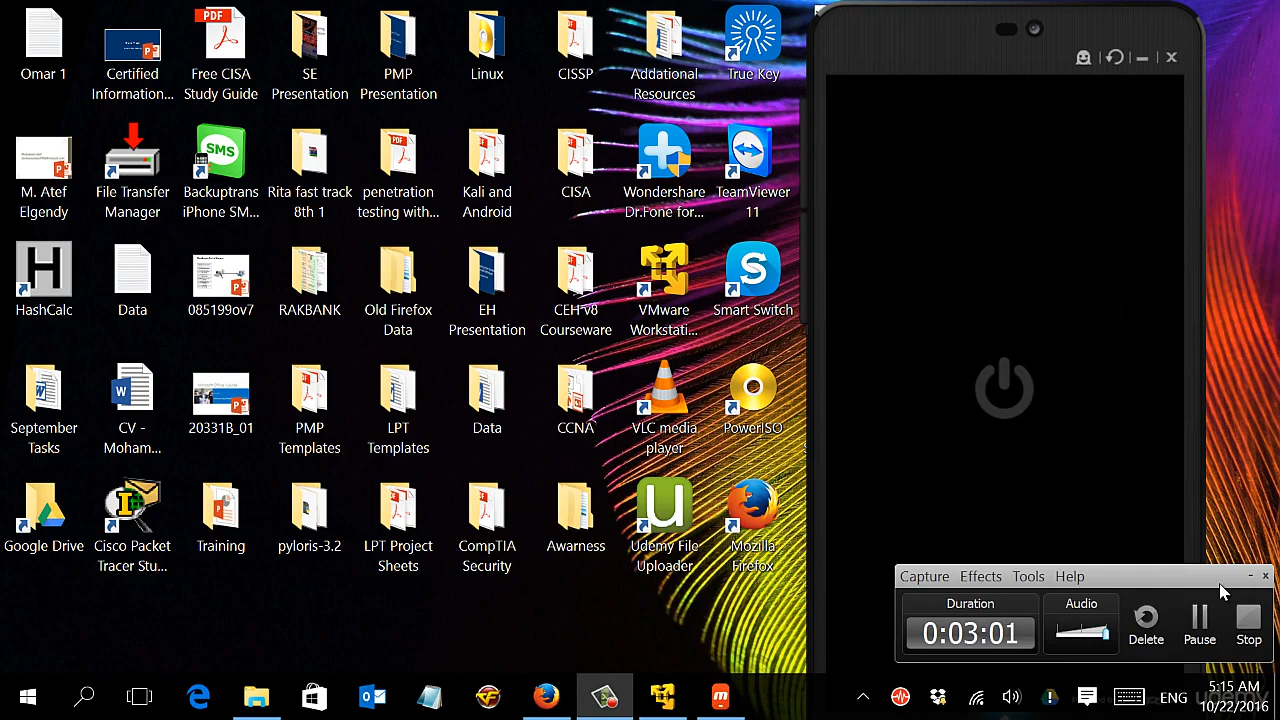 Omar 1
Certified
Information...
PDF
Free CISA
Study Guide
SE
Presentation
PMP
Presentation
Linux
CISSP
Addational
Resources
True Key
M. Atef
Elgendy
File Transfer
Manager
SMS
Backuptrans
iPhone SM...
Rita fast track
8th 1
PDF
penetration
testing with...
Kali and
Android
CISA
Wondershare
Dr.Fone for...
TeamViewer
11
H
HashCalc
Data
085199ov7
RAKBANK
Old Firefox
Data
EH
Presentation
CEH-v8
Courseware
VMware
Workstati...
S
Smart Switch
September
Tasks
CV -
Moham...
20331B_01
PMP
Templates
LPT
Templates
Data
CCNA
VLC media
player
PowerISO
Google Drive
Cisco Packet
Tracer Stu...
Training
pyloris-3.2
LPT Project
Sheets
CompTIA
Security
Awarness
Udemy File
Uploader
Mozilla
Firefox
Capture Effects Tools Help
Duration
0:03:01
Audio
Delete
Pause
Stop
ENG
5:15 AM
10/22/2016